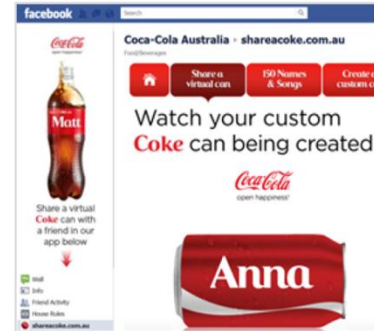 facebook
Search
Coca-Cola
open happiness!
Matt
Share a virtual
Coke can with
a friend in our
app below
Wall
Info
Friend Activity
House Rules
shareacoke.com.au
Coca-Cola Australia › shareacoke.com.au
Food/Beverages
Share a
virtual can
150 Names
& Songs
Create
custom
Watch your custom
Coke can being created
Coca-Cola
open happiness!
Anna